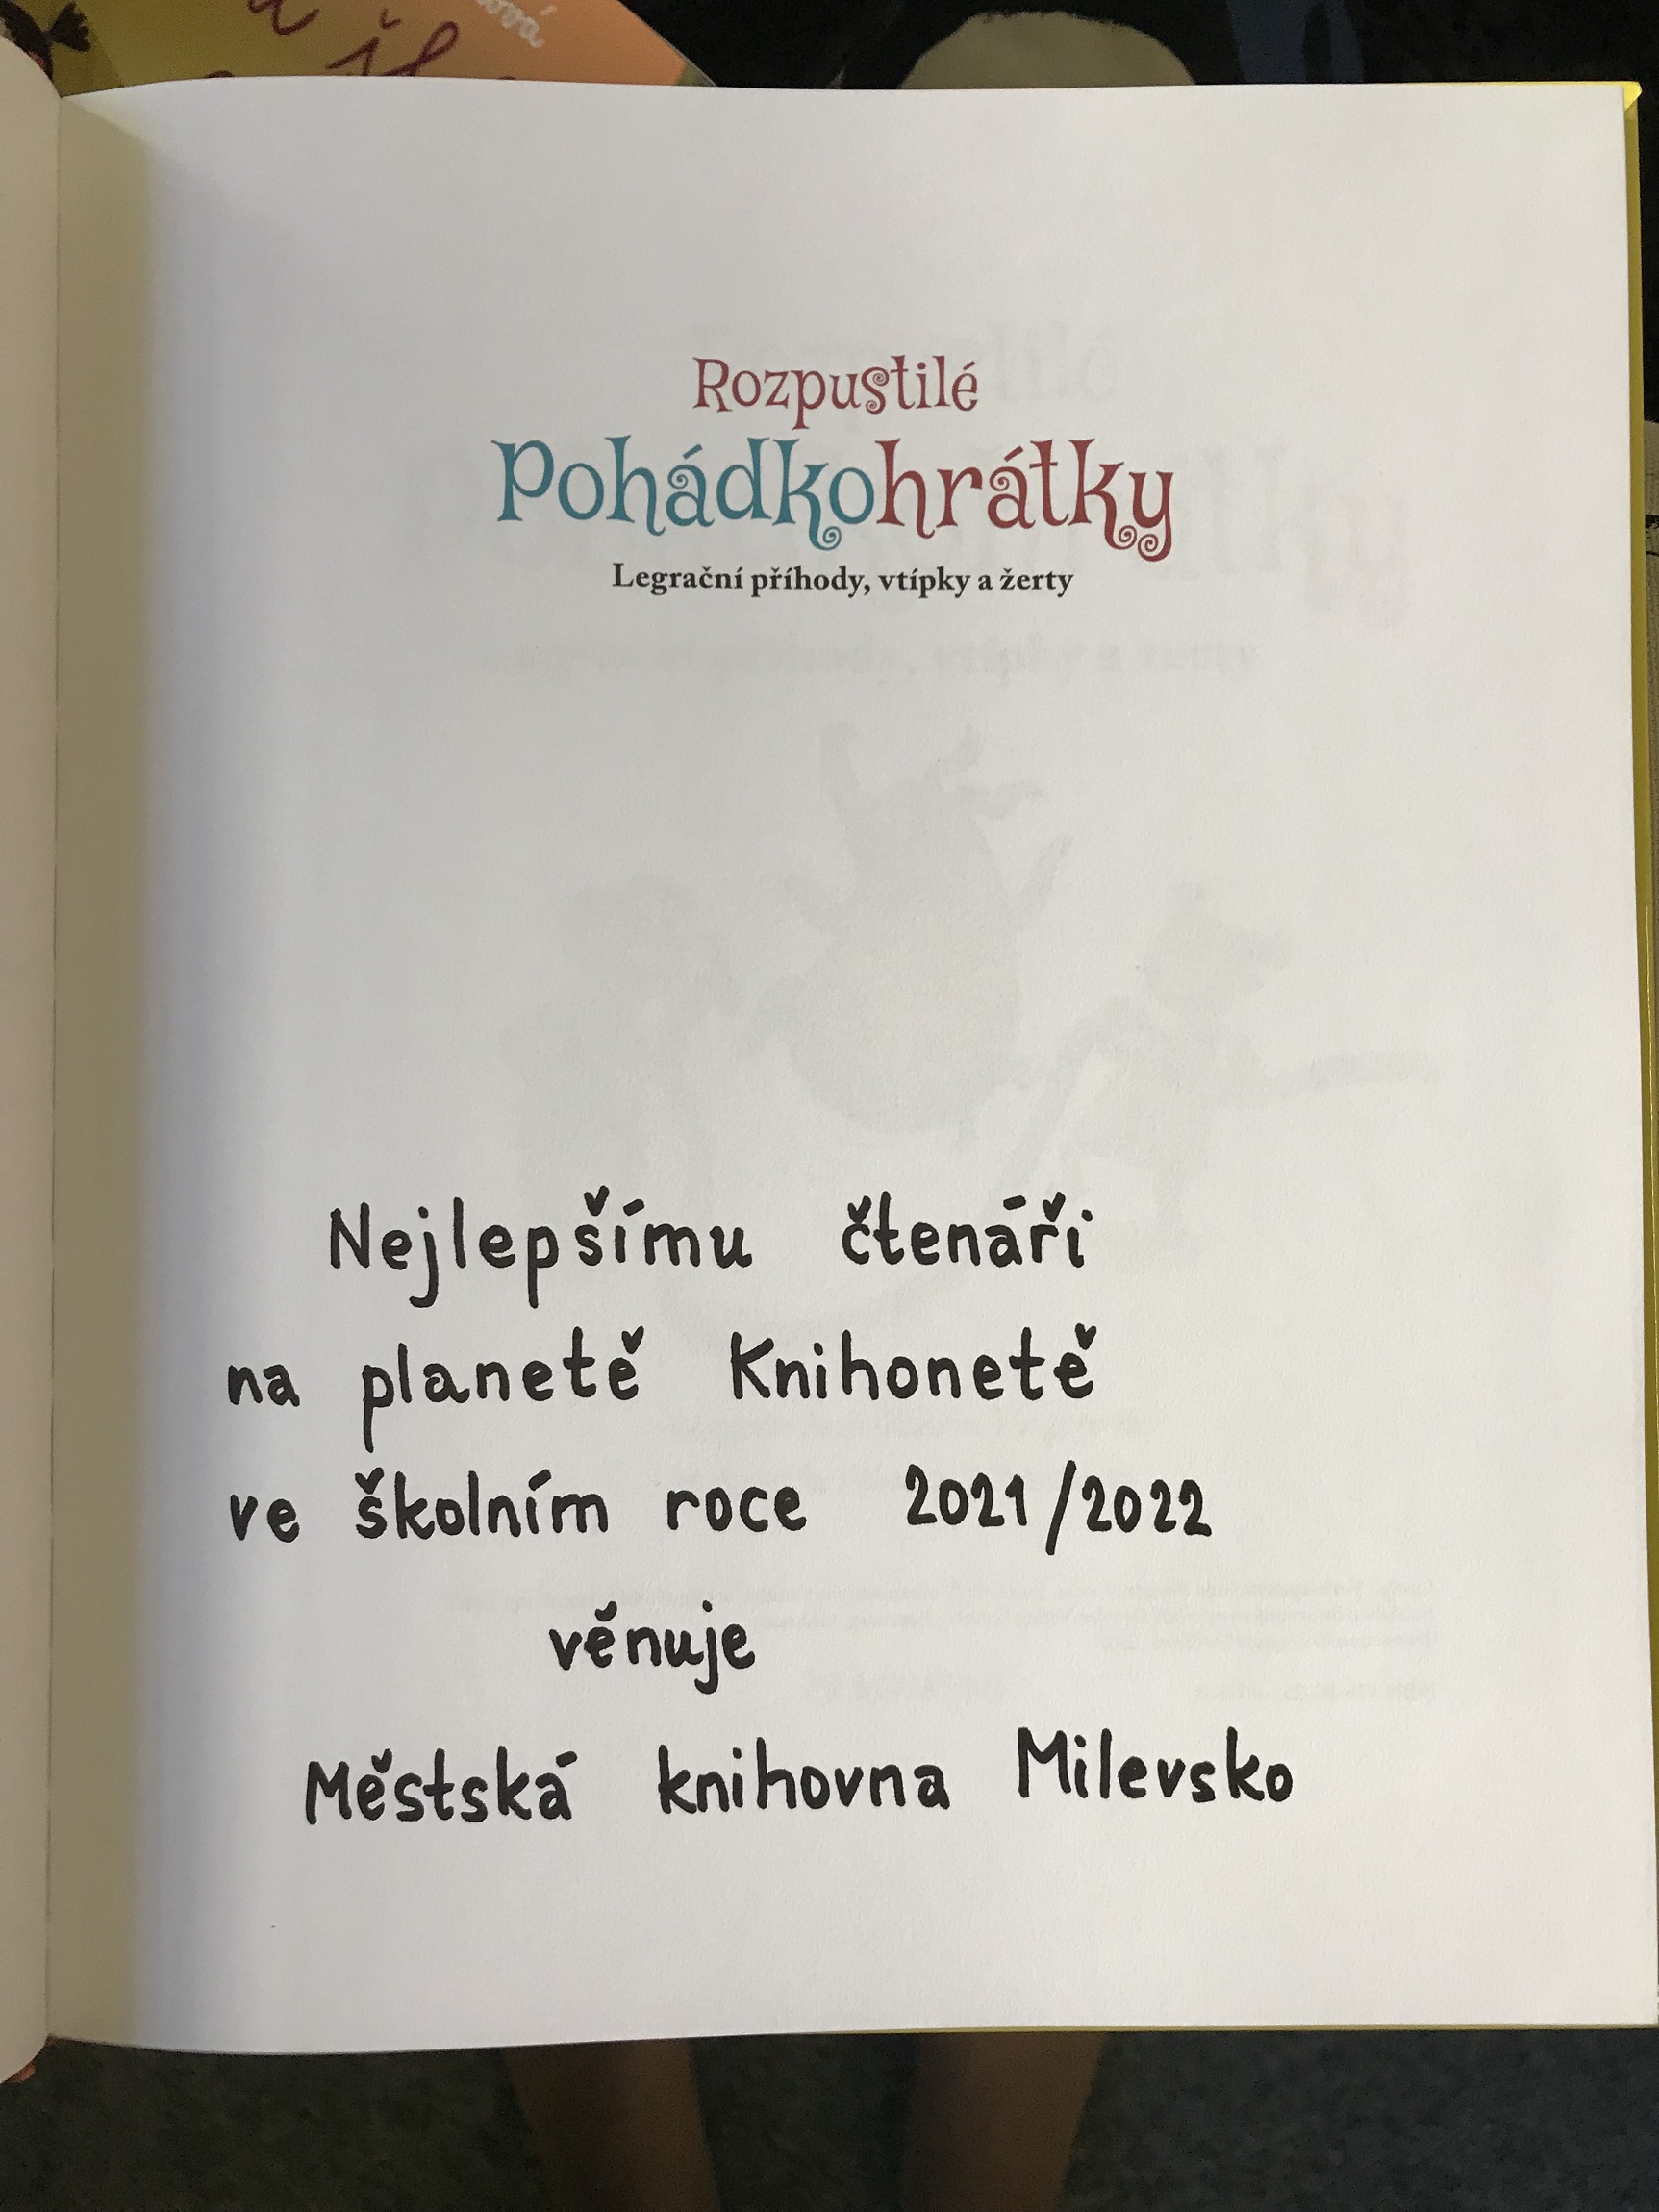 Rozpustilé
Pohádkohrátky
Legrační příhody, vtípky a žerty
Nejlepšímu čtenáři
na planetě Knihonetě
ve školním roce 2021/2022
věnuje
Městská knihovna Milevsko